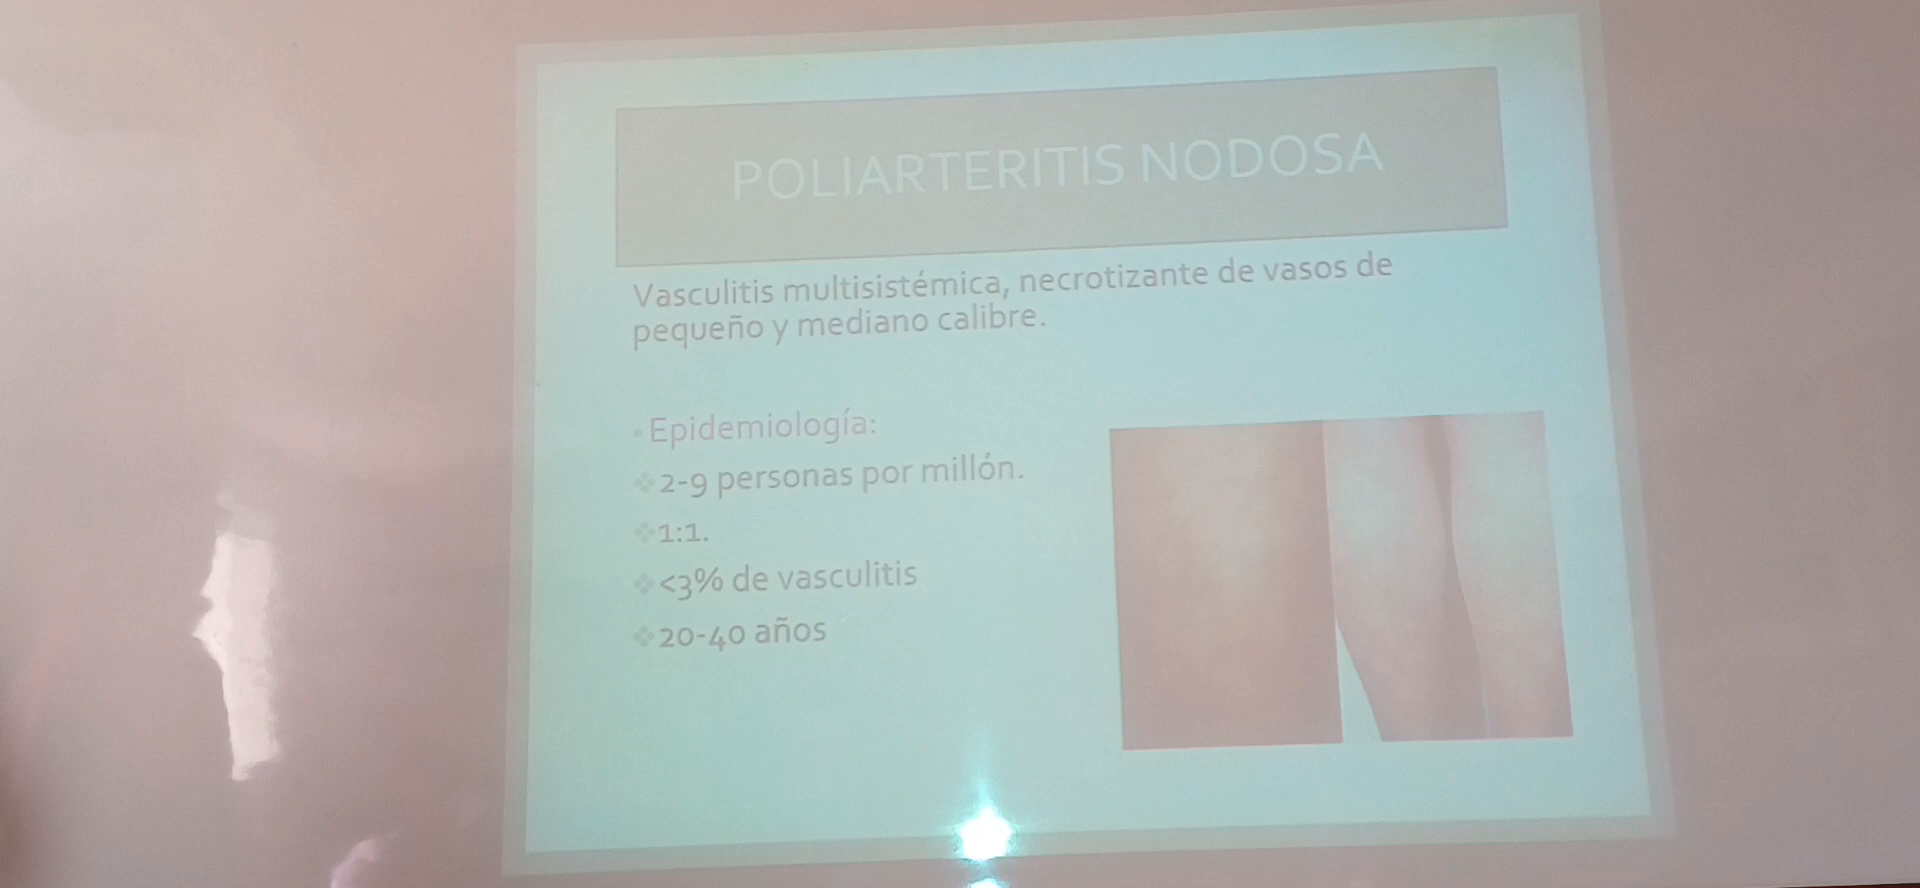 POLIARTERITIS NODOSA
Vasculitis multisistémica, necrotizante de vasos de
pequeño y mediano calibre.
Epidemiología:
2-9 personas por millón.
1:1.
<3% de vasculitis
20-40 años